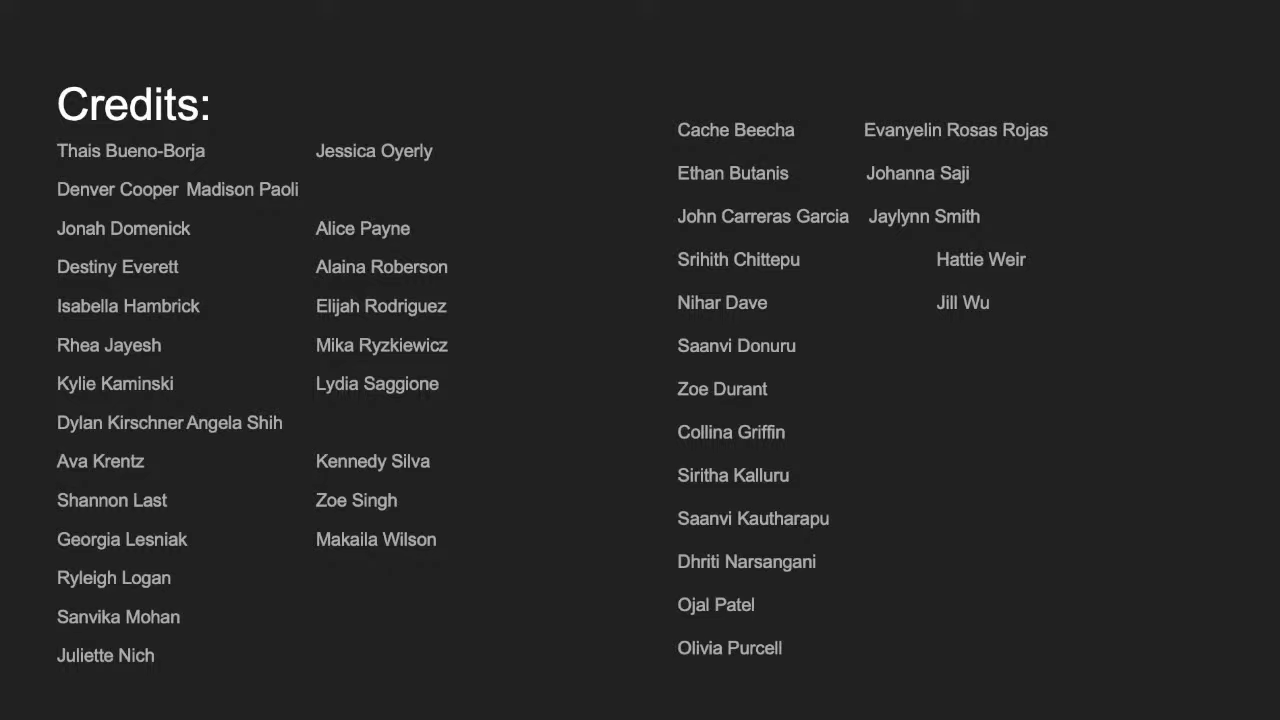 Credits:
Thais Bueno-Borja Jessica Oyerly
Denver Cooper Madison Paoli
Jonah Domenick Alice Payne
Destiny Everett Alaina Roberson
Isabella Hambrick Elijah Rodriguez
Rhea Jayesh Mika Ryzkiewicz
Kylie Kaminski Lydia Saggione
Dylan Kirschner Angela Shih
Ava Krentz Kennedy Silva
Shannon Last Zoe Singh
Georgia Lesniak Makaila Wilson
Ryleigh Logan
Sanvika Mohan
Juliette Nich
Cache Beecha Evanyelin Rosas Rojas
Ethan Butanis Johanna Saji
John Carreras Garcia Jaylynn Smith
Srihith Chittepu Hattie Weir
Nihar Dave Jill Wu
Saanvi Donuru
Zoe Durant
Collina Griffin
Siritha Kalluru
Saanvi Kautharapu
Dhriti Narsangani
Ojal Patel
Olivia Purcell